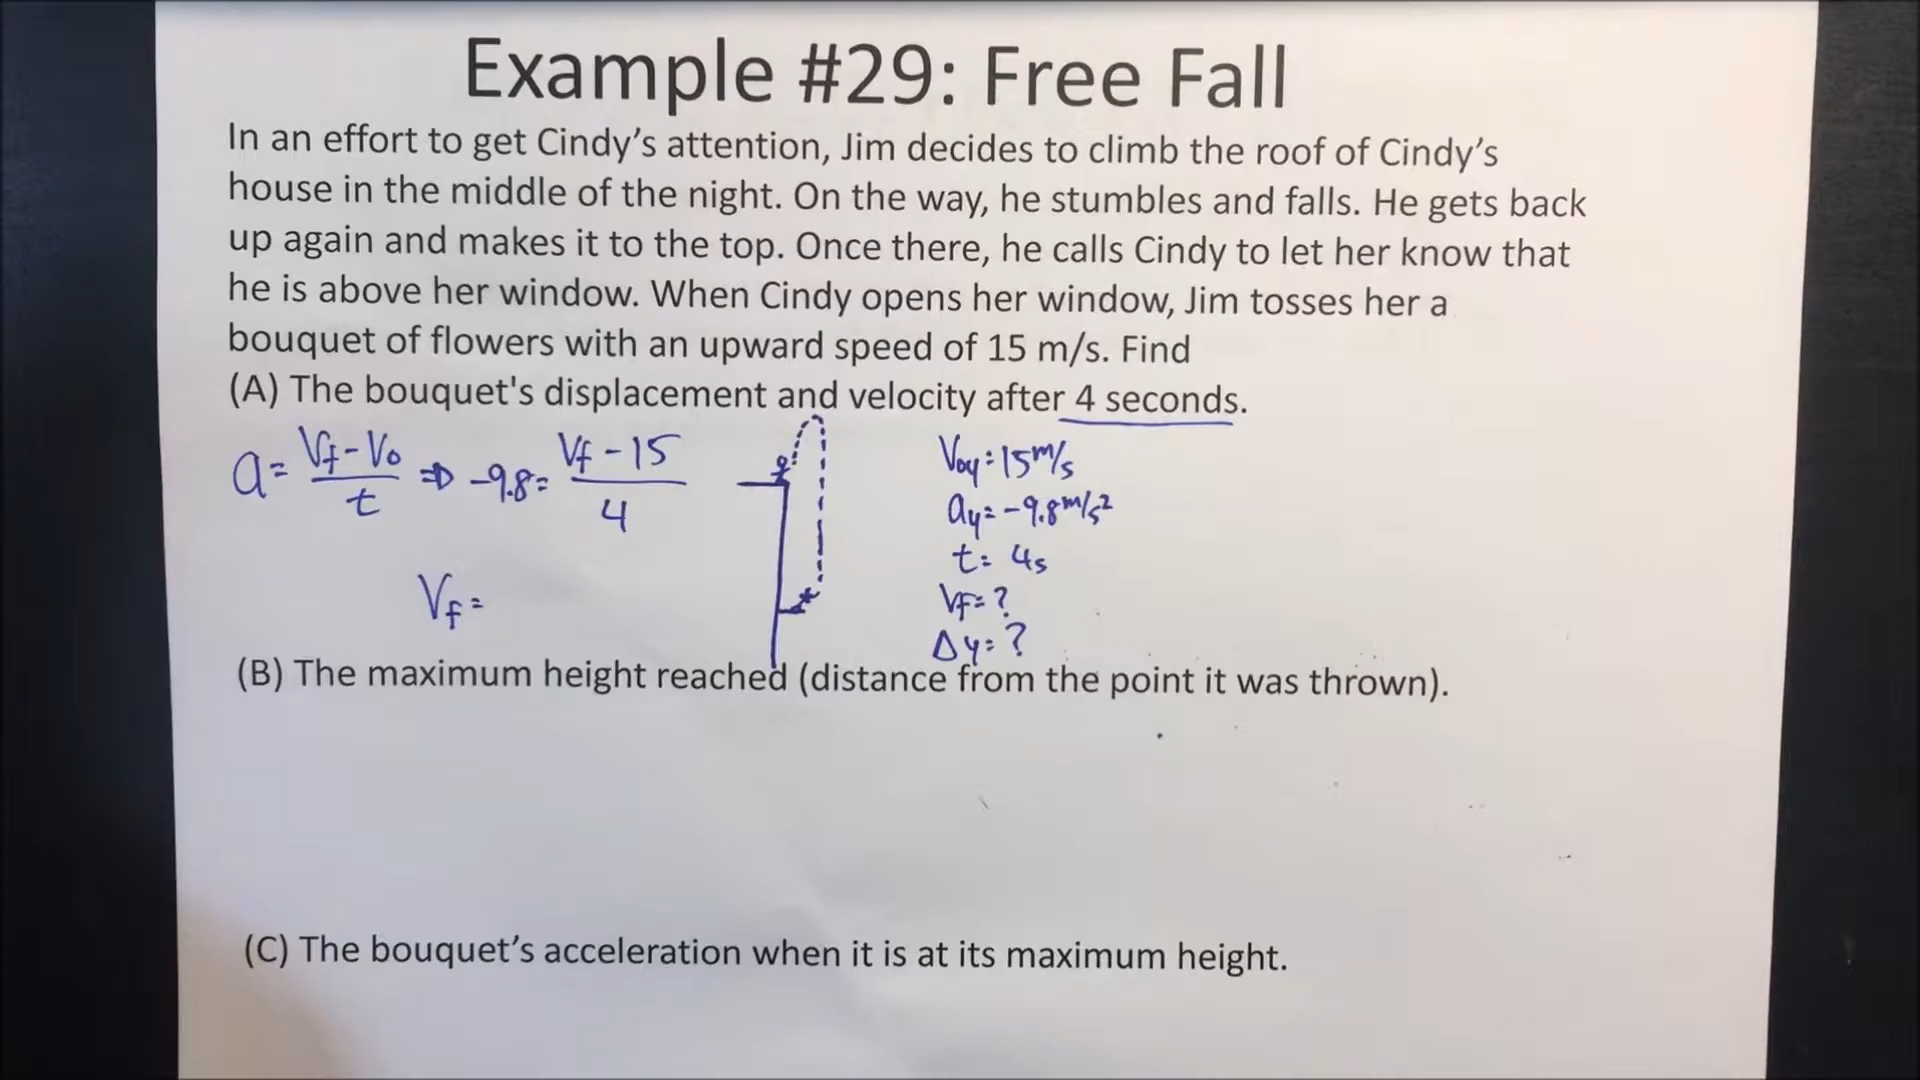 Example #29: Free Fall
In an effort to get Cindy’s attention, Jim decides to climb the roof of Cindy’s
house in the middle of the night. On the way, he stumbles and falls. He gets back
up again and makes it to the top. Once there, he calls Cindy to let her know that
he is above her window. When Cindy opens her window, Jim tosses her a
bouquet of flowers with an upward speed of 15 m/s. Find
(A) The bouquet's displacement and velocity after 4 seconds.
a = (Vf - Vo)/t ⇒ -9.8 = (Vf - 15)/4
Vf =
Voy = 15 m/s
ay = -9.8 m/s²
t = 4s
Vf = ?
Δy = ?
(B) The maximum height reached (distance from the point it was thrown).
(C) The bouquet’s acceleration when it is at its maximum height.